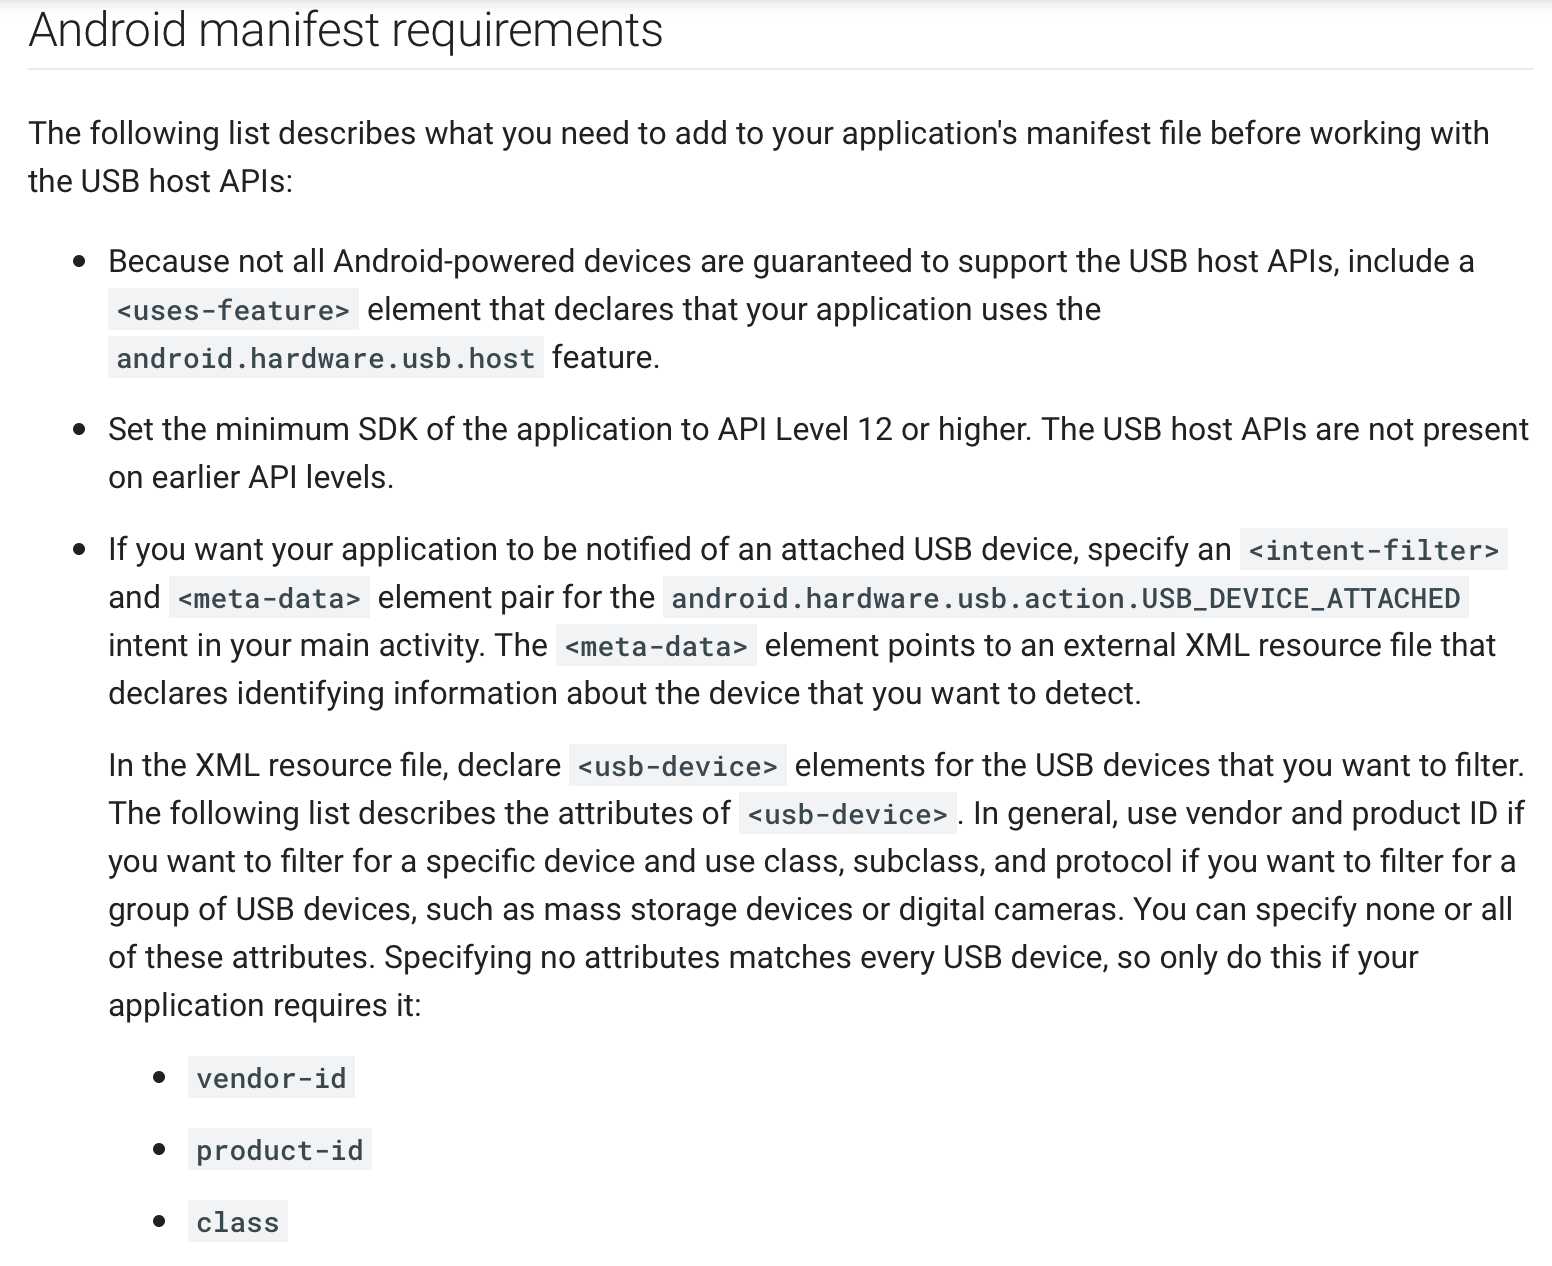 Android manifest requirements
The following list describes what you need to add to your application's manifest file before working with
the USB host APIs:
Because not all Android-powered devices are guaranteed to support the USB host APIs, include a
<uses-feature> element that declares that your application uses the
android.hardware.usb.host feature.
Set the minimum SDK of the application to API Level 12 or higher. The USB host APIs are not present
on earlier API levels.
If you want your application to be notified of an attached USB device, specify an <intent-filter>
and <meta-data> element pair for the android.hardware.usb.action.USB_DEVICE_ATTACHED
intent in your main activity. The <meta-data> element points to an external XML resource file that
declares identifying information about the device that you want to detect.
In the XML resource file, declare <usb-device> elements for the USB devices that you want to filter.
The following list describes the attributes of <usb-device>. In general, use vendor and product ID if
you want to filter for a specific device and use class, subclass, and protocol if you want to filter for a
group of USB devices, such as mass storage devices or digital cameras. You can specify none or all
of these attributes. Specifying no attributes matches every USB device, so only do this if your
application requires it:
vendor-id
product-id
class